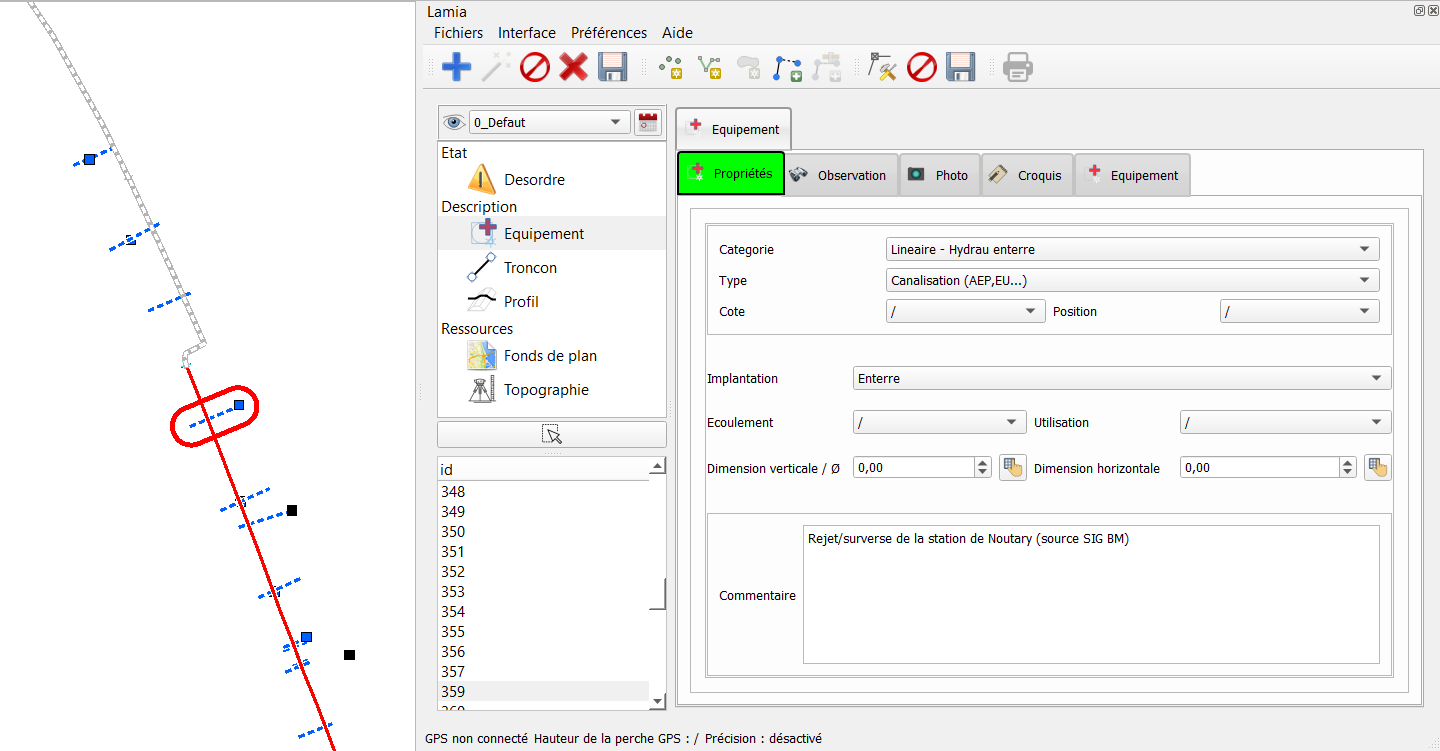 Lamia
Fichiers Interface Préférences Aide
0_Defaut
Etat
Desordre
Description
Equipement
Troncon
Profil
Ressources
Fonds de plan
Topographie
id
348
349
350
351
352
353
354
355
356
357
359
360
Equipement
Propriétés Observation Photo Croquis Equipement
Categorie Lineaire - Hydrau enterre
Type Canalisation (AEP,EU...)
Cote / Position /
Implantation Enterre
Ecoulement / Utilisation /
Dimension verticale / Ø 0,00 Dimension horizontale 0,00
Rejet/surverse de la station de Noutary (source SIG BM)
Commentaire
GPS non connecté Hauteur de la perche GPS : / Précision : désactivé